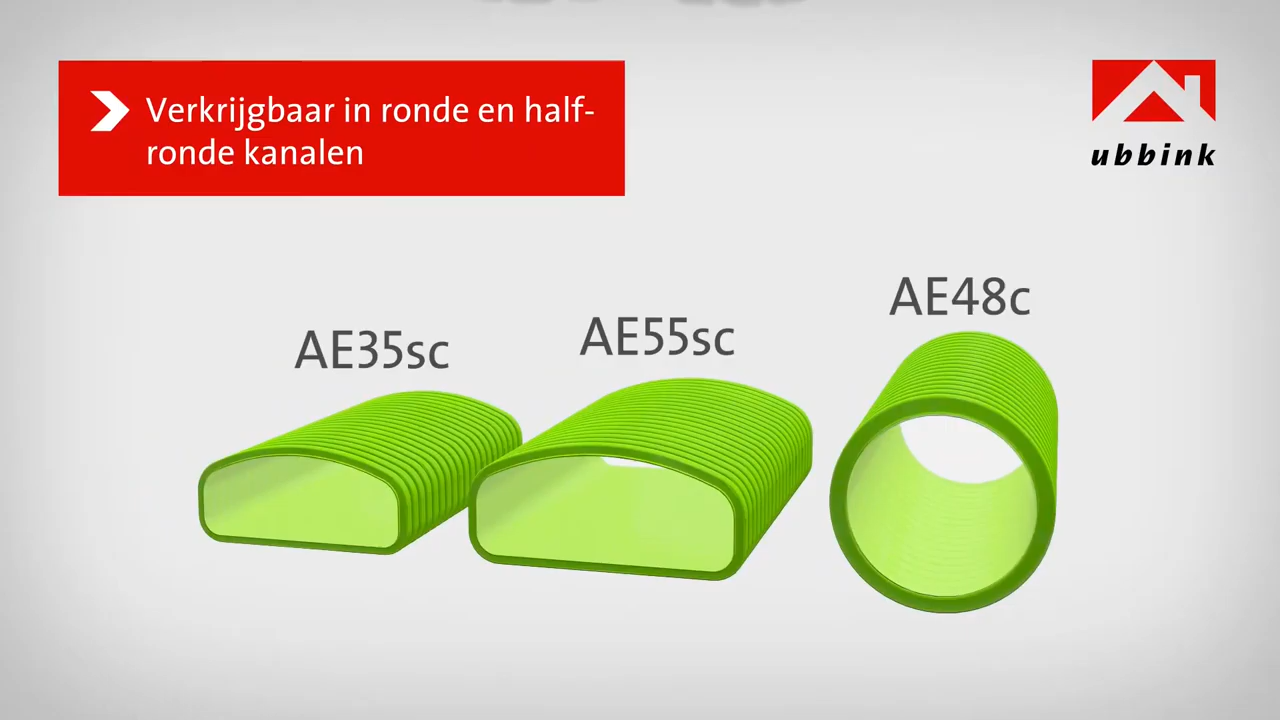 Verkrijgbaar in ronde en half-
ronde kanalen
ubbink
AE35sc
AE55sc
AE48c